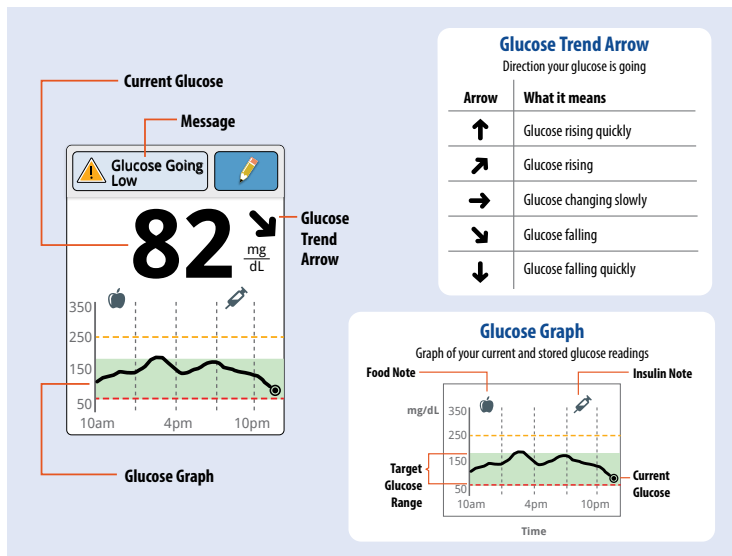 Current Glucose
Message
Glucose Going
Low
82
mg
dL
Glucose
Trend
Arrow
350
250
150
50
10am 4pm 10pm
Glucose Graph
Glucose Trend Arrow
Direction your glucose is going
Arrow What it means
Glucose rising quickly
Glucose rising
Glucose changing slowly
Glucose falling
Glucose falling quickly
Glucose Graph
Graph of your current and stored glucose readings
Food Note Insulin Note
mg/dL 350
250
150
50
Target
Glucose
Range
Current
Glucose
10am 4pm 10pm
Time